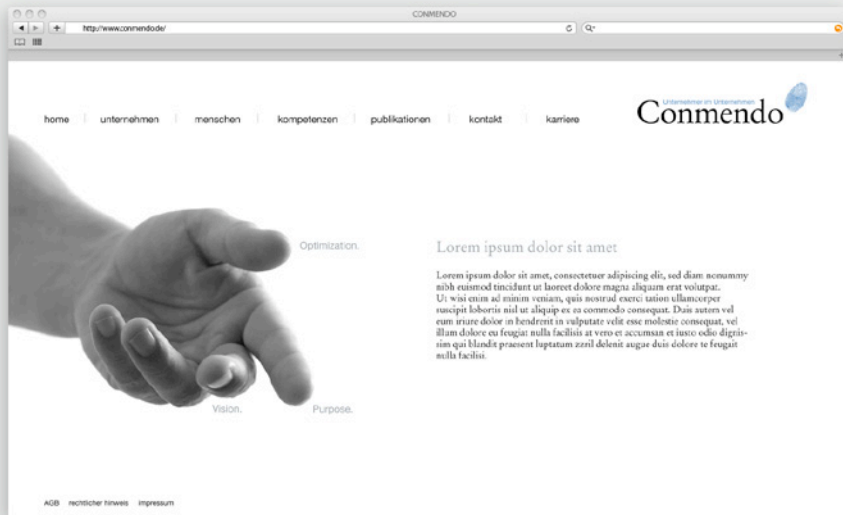 CONMENDO
http://www.conmendo.de/
home unternehmen menschen kompetenzen publikationen kontakt karriere
Unternehmer im Unternehmen
Conmendo
Optimization.
Vision.
Purpose.
Lorem ipsum dolor sit amet
Lorem ipsum dolor sit amet, consectetuer adipiscing elit, sed diam nonummy
nibh euismod tincidunt ut laoreet dolore magna aliquam erat volutpat.
Ut wisi enim ad minim veniam, quis nostrud exerci tation ullamcorper
suscipit lobortis nisl ut aliquip ex ea commodo consequat. Duis autem vel
eum iriure dolor in hendrerit in vulputate velit esse molestie consequat, vel
illum dolore eu feugiat nulla facilisis at vero et accumsan et iusto odio dignis-
sim qui blandit praesent luptatum zzril delenit augue duis dolore te feugait
nulla facilisi.
AGB rechtlicher hinweis impressum